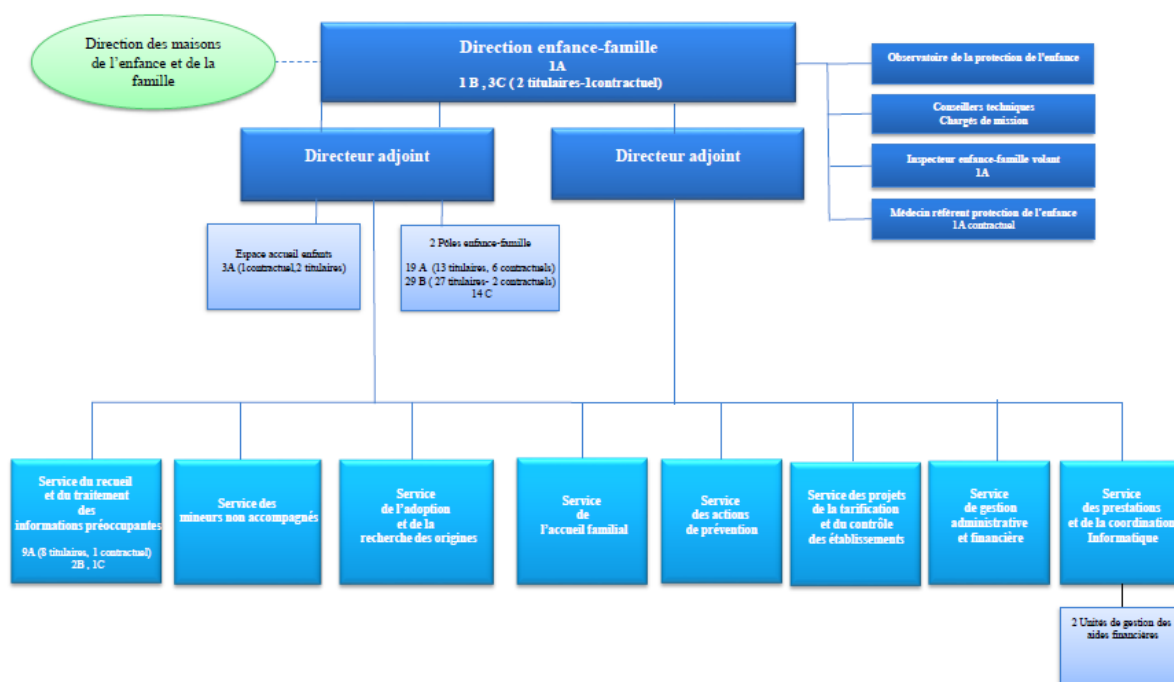 Direction des maisons
de l'enfance et de la
famille
Direction enfance-famille
1A
1 B , 3C ( 2 titulaires-1contractuel)
Observatoire de la protection de l'enfance
Conseillers techniques
Chargés de mission
Inspecteur enfance-famille volant
1A
Médecin référent protection de l'enfance
1A contractuel
Directeur adjoint
Directeur adjoint
Espace accueil enfants
3A (1contractuel,2 titulaires)
2 Pôles enfance-famille
19 A (13 titulaires, 6 contractuels)
29 B ( 27 titulaires- 2 contractuels)
14 C
Service du recueil
et du traitement
des
informations préoccupantes
9A (8 titulaires, 1 contractuel)
2B , 1C
Service des
mineurs non accompagnés
Service
de l'adoption
et de la
recherche des origines
Service
de
l'accueil familial
Service
des actions
de prévention
Service des projets
de la tarification
et du contrôle
des établissements
Service
de gestion
administrative
et financière
Service
des prestations
et de la coordination
Informatique
2 Unités de gestion des
aides financières